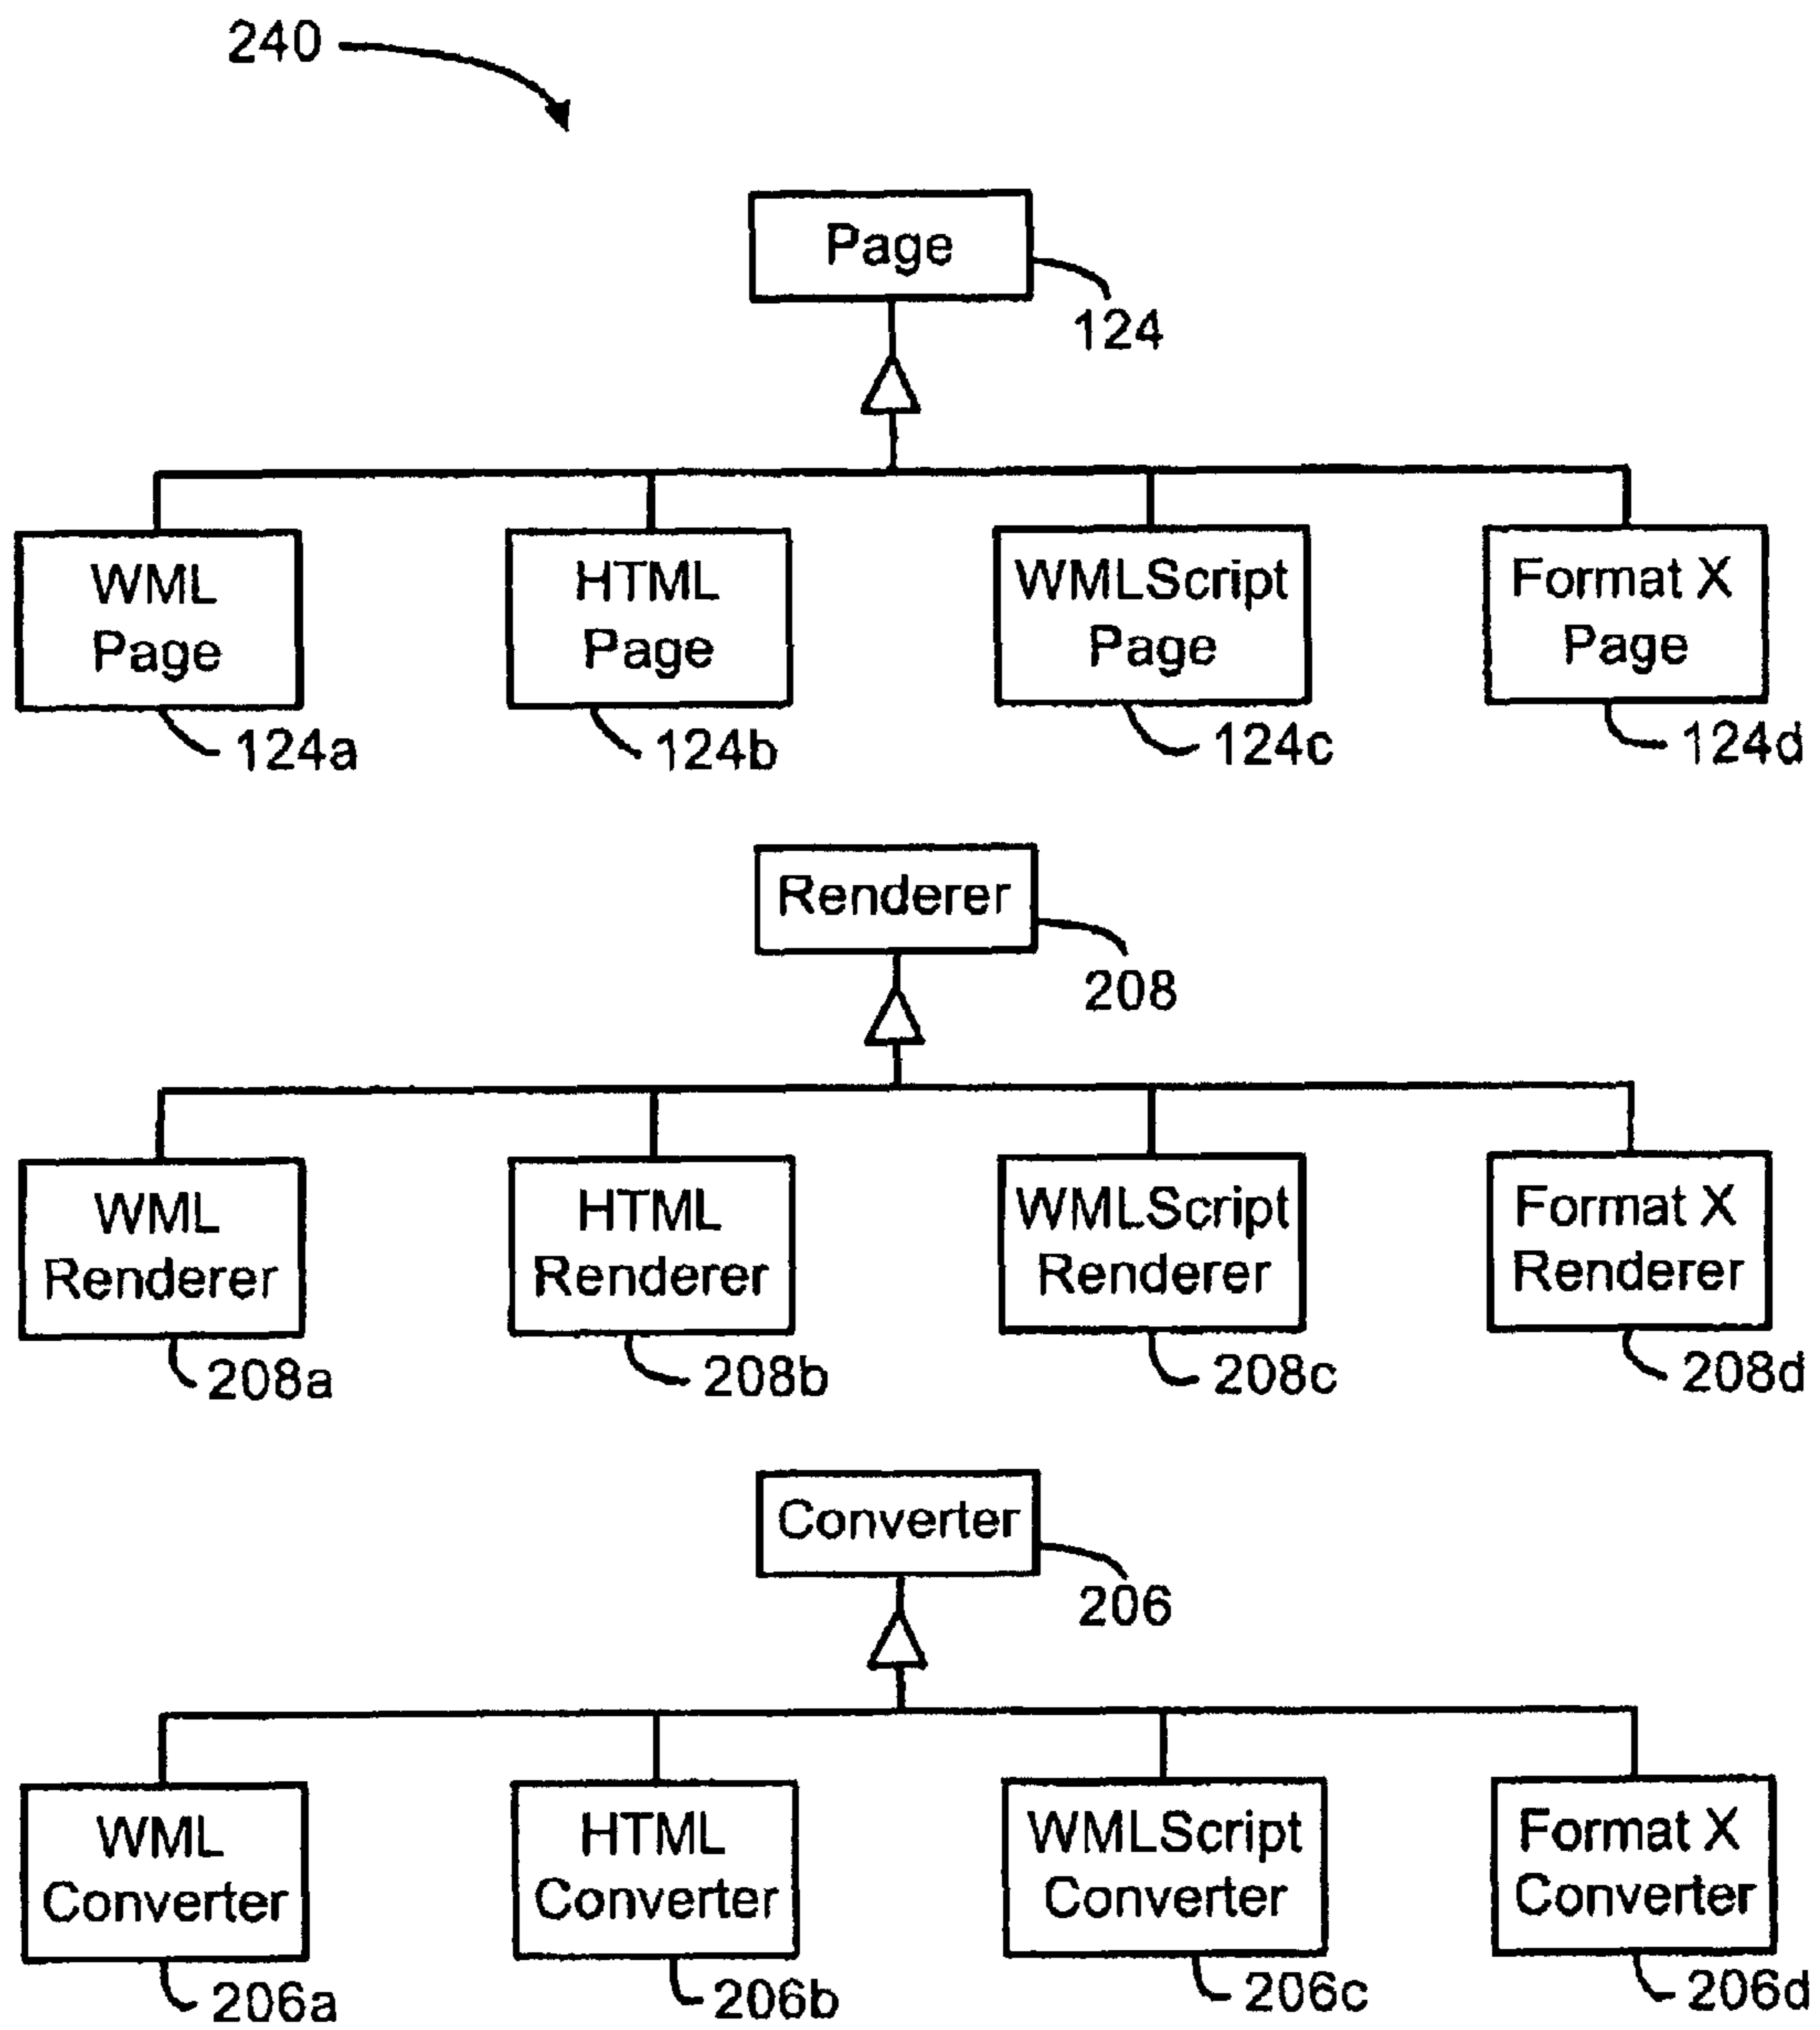 240
Page
124
WML
Page
124a
HTML
Page
124b
WMLScript
Page
124c
Format X
Page
124d
Renderer
208
WML
Renderer
208a
HTML
Renderer
208b
WMLScript
Renderer
208c
Format X
Renderer
208d
Converter
206
WML
Converter
206a
HTML
Converter
206b
WMLScript
Converter
206c
Format X
Converter
206d